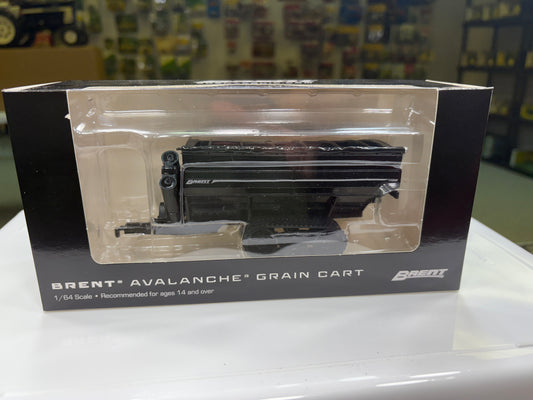 BRENT
BRENT® AVALANCHE® GRAIN CART
1/64 Scale • Recommended for ages 14 and over
BRENT